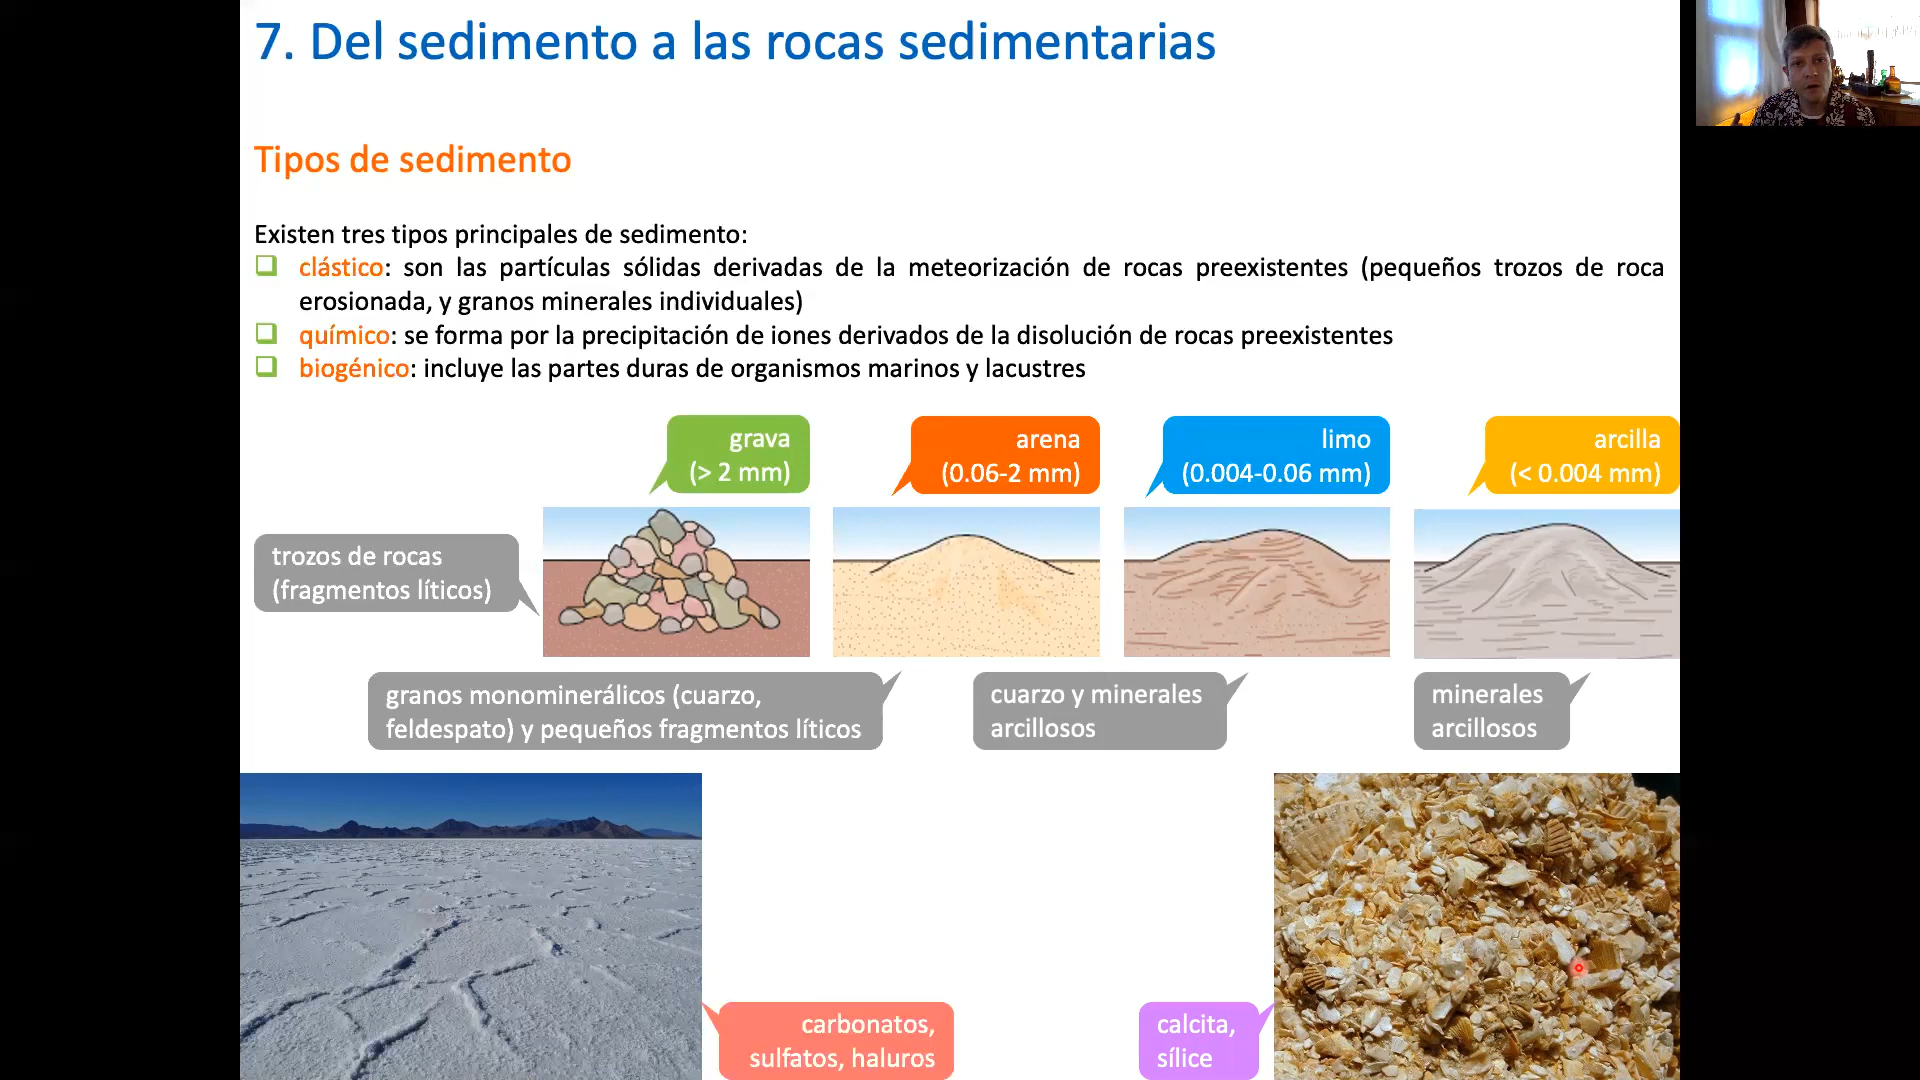 7. Del sedimento a las rocas sedimentarias
Tipos de sedimento
Existen tres tipos principales de sedimento:
clástico: son las partículas sólidas derivadas de la meteorización de rocas preexistentes (pequeños trozos de roca
erosionada, y granos minerales individuales)
químico: se forma por la precipitación de iones derivados de la disolución de rocas preexistentes
biogénico: incluye las partes duras de organismos marinos y lacustres
grava
(> 2 mm)
arena
(0.06-2 mm)
limo
(0.004-0.06 mm)
arcilla
(< 0.004 mm)
trozos de rocas
(fragmentos líticos)
granos monominerálicos (cuarzo,
feldespato) y pequeños fragmentos líticos
cuarzo y minerales
arcillosos
minerales
arcillosos
carbonatos,
sulfatos, haluros
calcita,
sílice